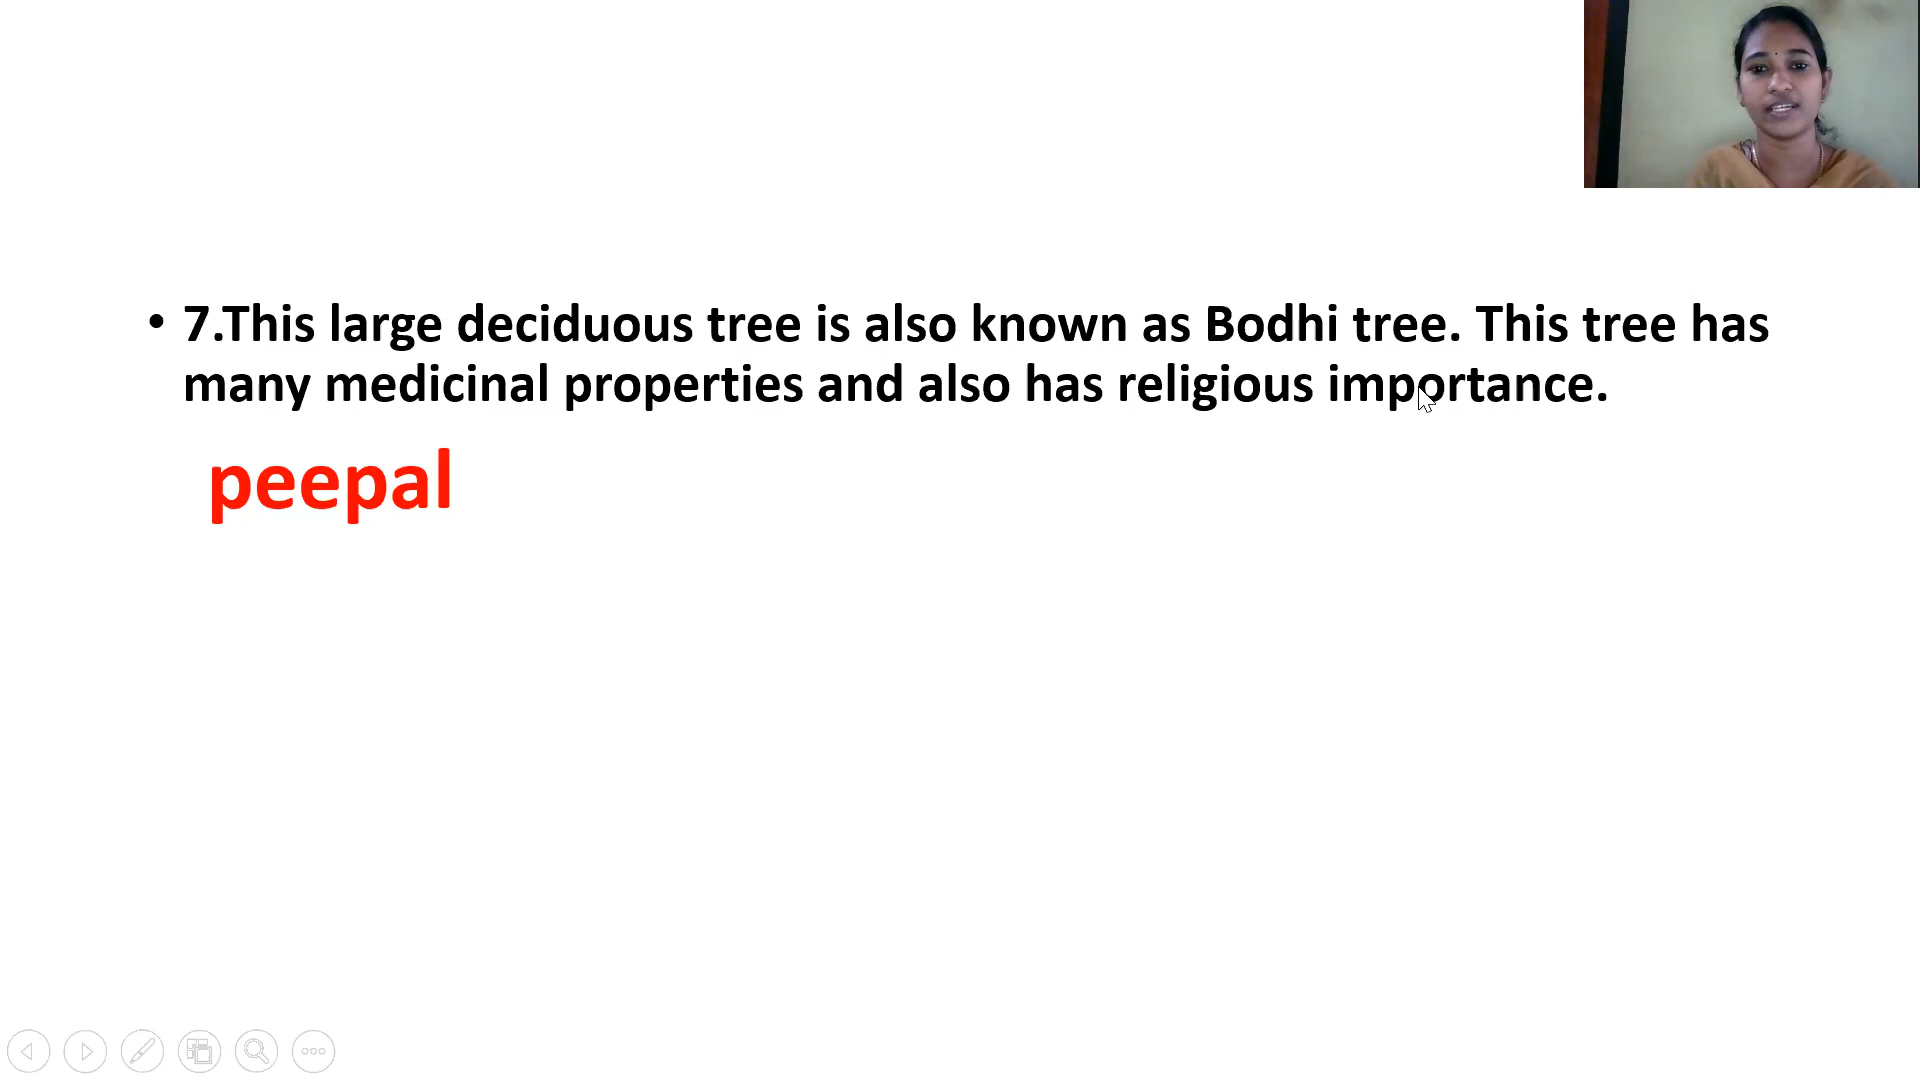 • 7.This large deciduous tree is also known as Bodhi tree. This tree has
many medicinal properties and also has religious importance.
peepal